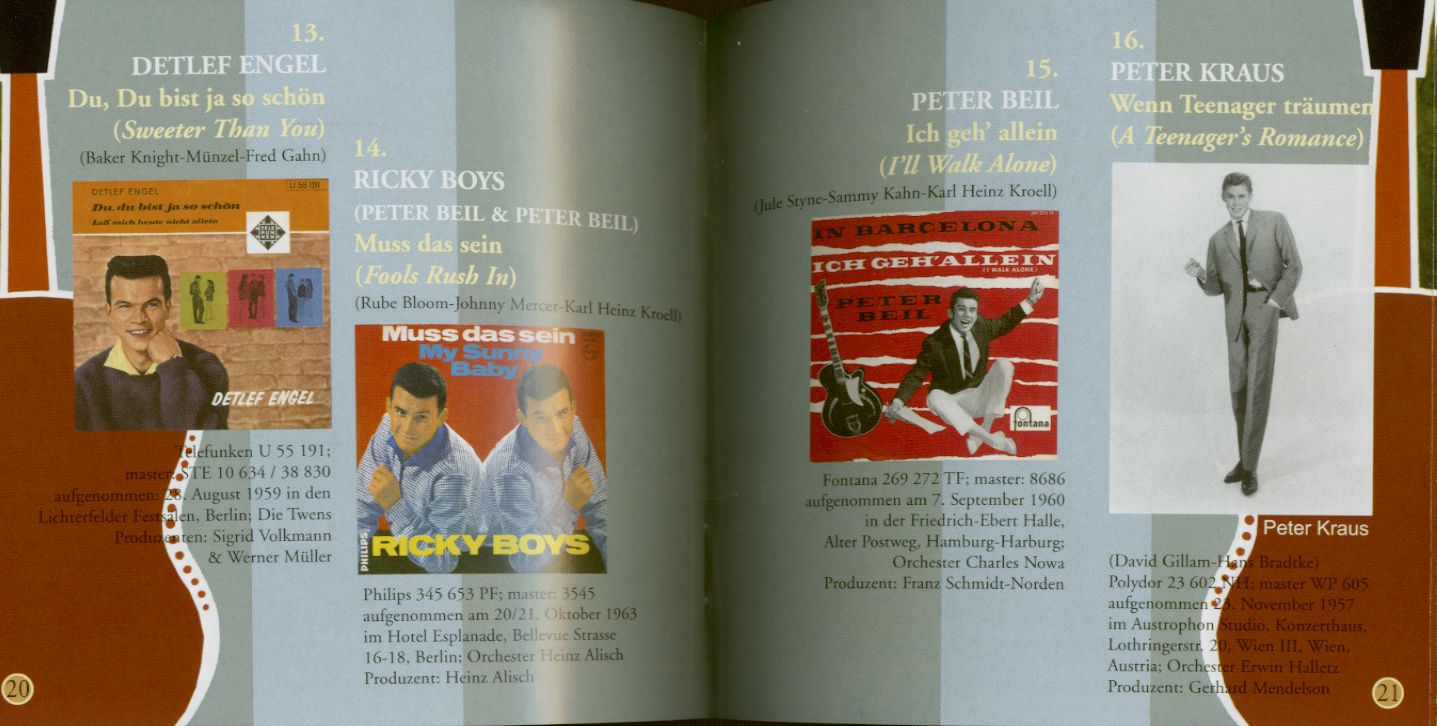 13.
DETLEF ENGEL
Du, Du bist ja so schön
(Sweeter Than You)
(Baker Knight-Münzel-Fred Gahn)
DETLEF ENGEL
U 55 191
Du, du bist ja so schön
Laß mich heute nicht allein
TELE
FUN
KEN
DETLEF ENGEL
Telefunken U 55 191;
master: STE 10 634 / 38 830
aufgenommen: 28. August 1959 in den
Lichterfelder Festsälen, Berlin; Die Twens
Produzenten: Sigrid Volkmann
& Werner Müller
20
14.
RICKY BOYS
(PETER BEIL & PETER BEIL)
Muss das sein
(Fools Rush In)
(Rube Bloom-Johnny Mercer-Karl Heinz Kroell)
Muss das sein
My Sunny
Baby
PHILIPS
RICKY BOYS
Philips 345 653 PF; master: 3545
aufgenommen am 20/21. Oktober 1963
im Hotel Esplanade, Bellevue Strasse
16-18, Berlin; Orchester Heinz Alisch
Produzent: Heinz Alisch
15.
PETER BEIL
Ich geh' allein
(I'll Walk Alone)
(Jule Styne-Sammy Kahn-Karl Heinz Kroell)
IN BARCELONA
ICH GEH' ALLEIN
(I WALK ALONE)
PETER
BEIL
fontana
Fontana 269 272 TF; master: 8686
aufgenommen am 7. September 1960
in der Friedrich-Ebert Halle,
Alter Postweg, Hamburg-Harburg;
Orchester Charles Nowa
Produzent: Franz Schmidt-Norden
16.
PETER KRAUS
Wenn Teenager träumen
(A Teenager's Romance)
Peter Kraus
(David Gillam-Hans Bradtke)
Polydor 23 602 NH; master WP 605
aufgenommen 23. November 1957
im Austrophon Studio, Konzerthaus,
Lothringerstr. 20, Wien III, Wien,
Austria; Orchester Erwin Halletz
Produzent: Gerhard Mendelson
21